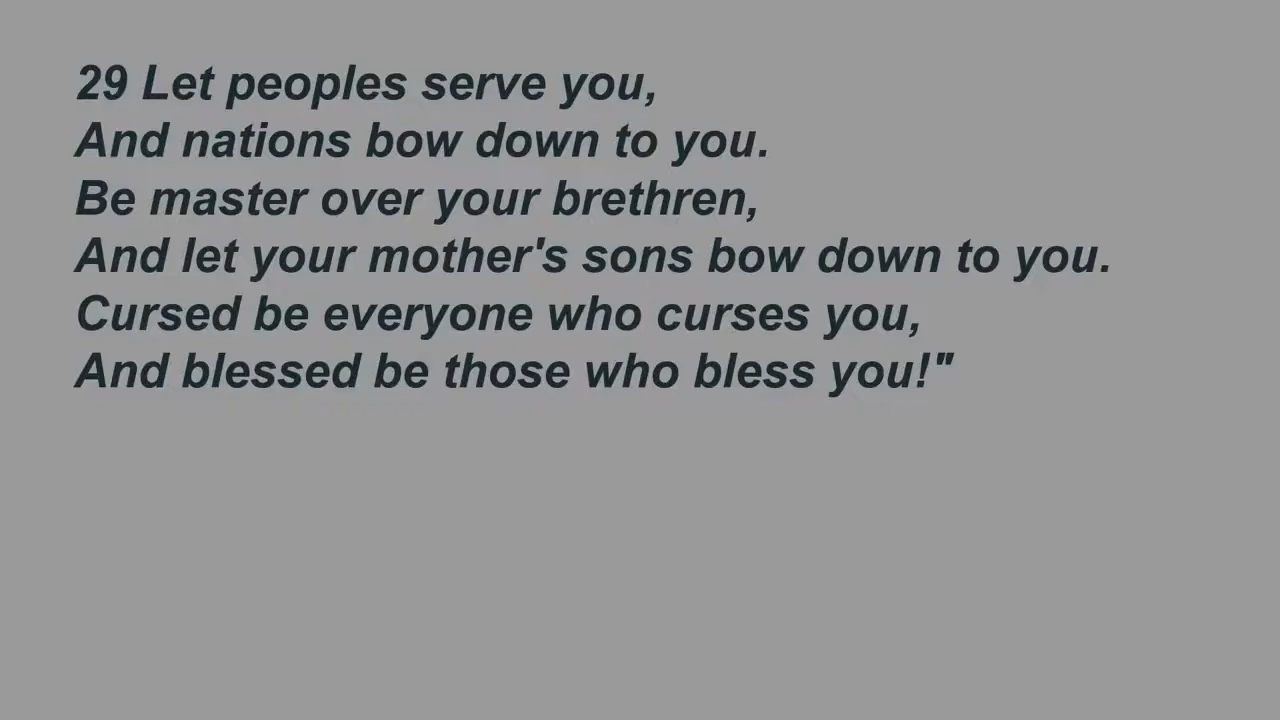 29 Let peoples serve you,
And nations bow down to you.
Be master over your brethren,
And let your mother's sons bow down to you.
Cursed be everyone who curses you,
And blessed be those who bless you!"